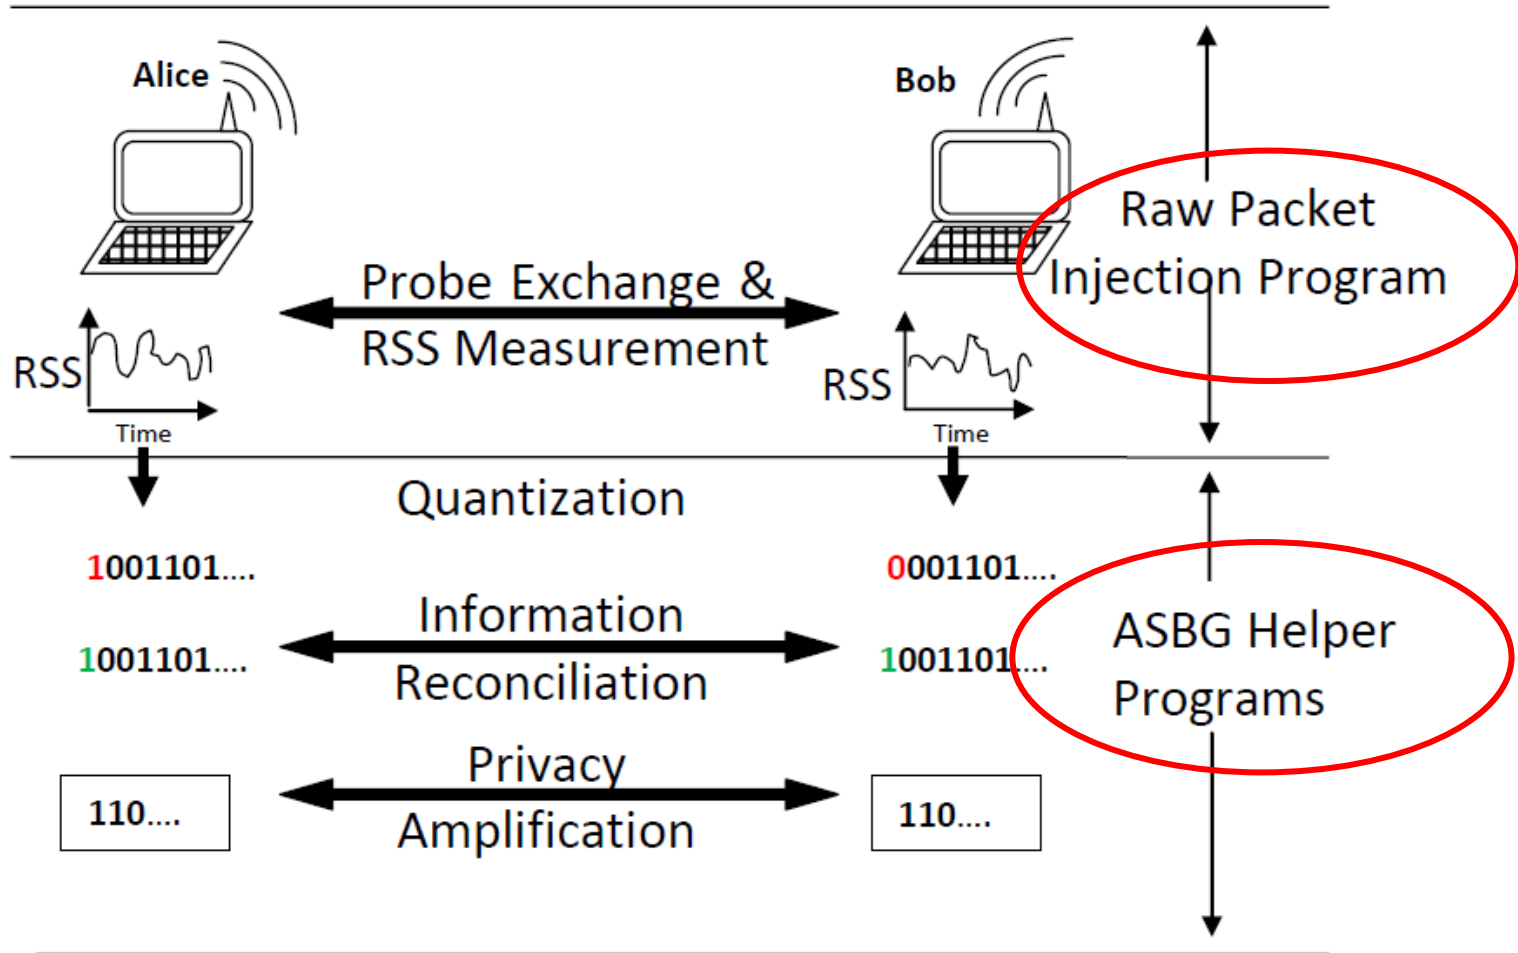 Alice
Bob
Raw Packet
Injection Program
Probe Exchange &
RSS Measurement
RSS
Time
RSS
Time
Quantization
1001101....
0001101....
Information
Reconciliation
1001101....
1001101....
ASBG Helper
Programs
Privacy
Amplification
110....
110....